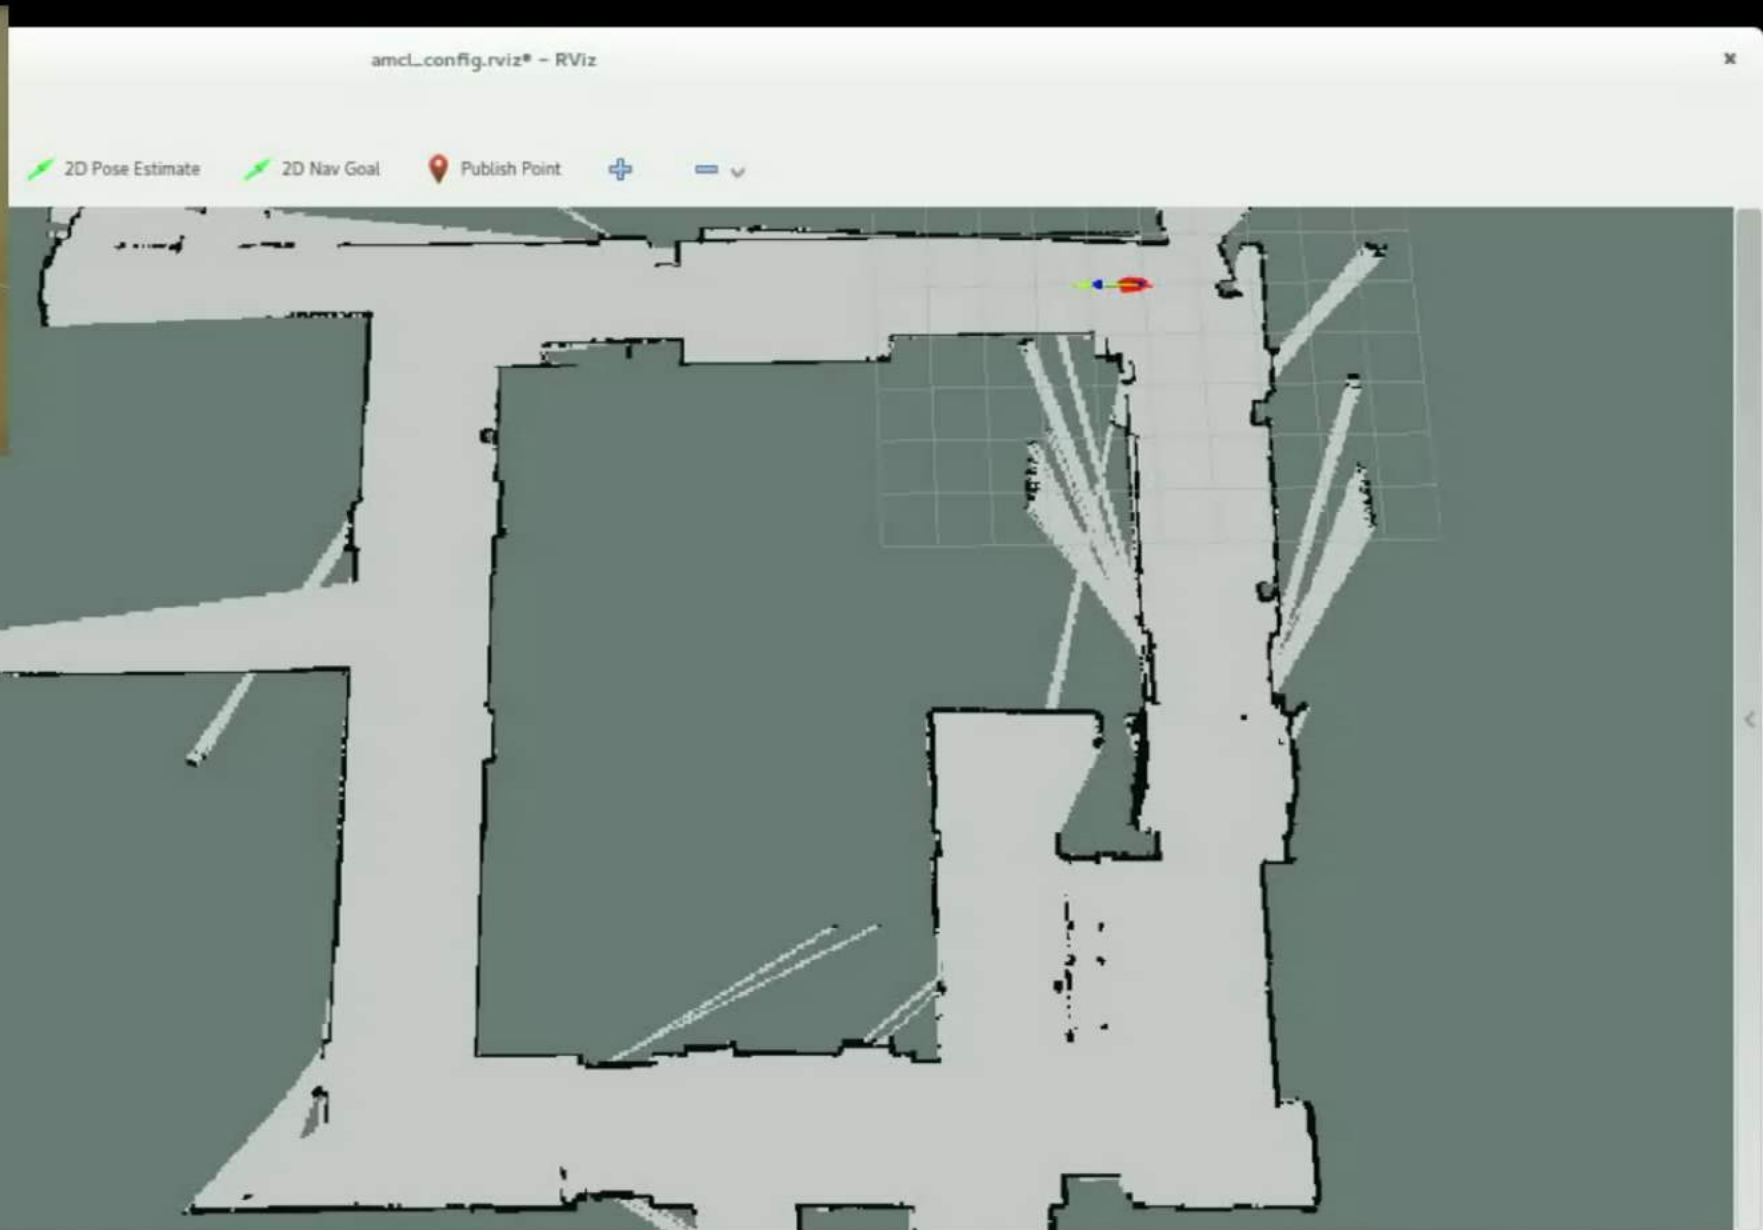 amcl_config.rviz* – RViz
2D Pose Estimate 2D Nav Goal Publish Point